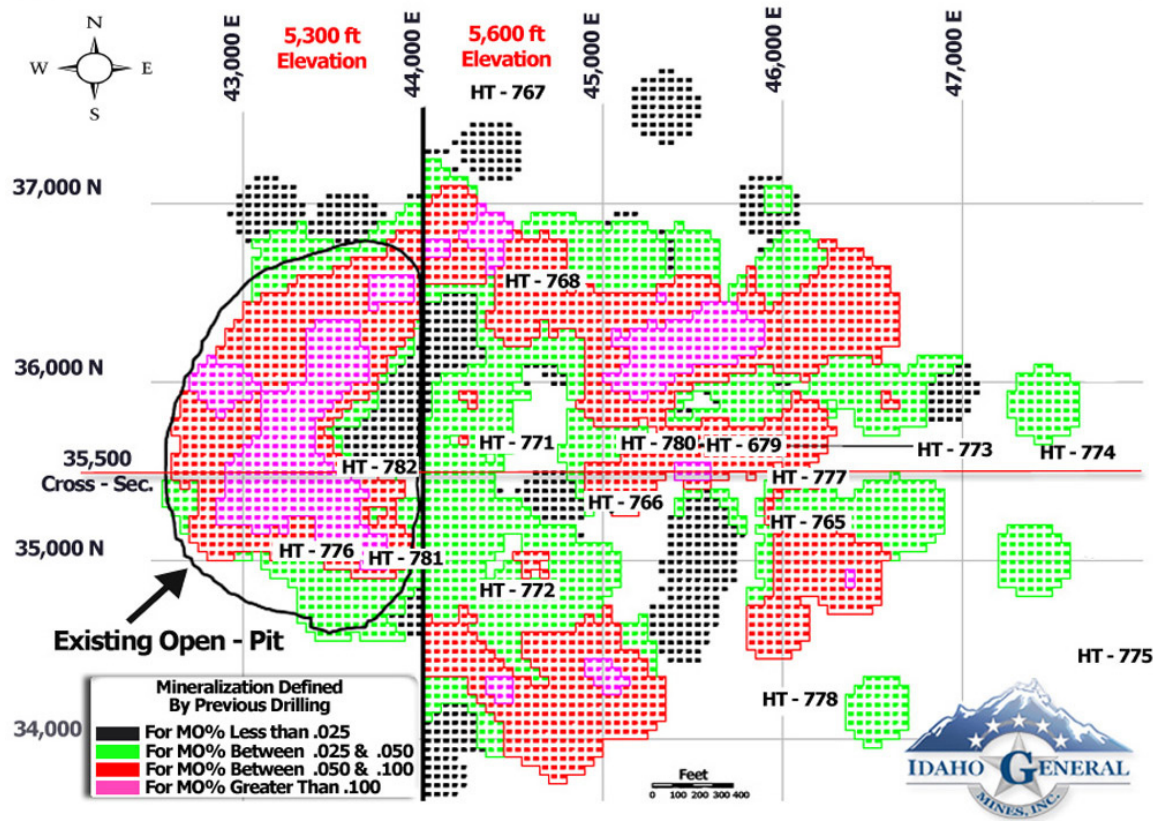 N
W E
S
43,000 E
5,300 ft
Elevation
44,000 E
5,600 ft
Elevation
45,000 E
46,000 E
47,000 E
HT - 767
37,000 N
HT - 768
36,000 N
HT - 771
HT - 780
HT - 679
HT - 773
HT - 774
35,500
Cross - Sec.
HT - 782
HT - 777
HT - 766
HT - 765
35,000 N
HT - 776
HT - 781
HT - 772
Existing Open - Pit
HT - 775
HT - 778
34,000
Mineralization Defined
By Previous Drilling
For MO% Less than .025
For MO% Between .025 & .050
For MO% Between .050 & .100
For MO% Greater Than .100
Feet
0 100 200 300 400
IDAHO GENERAL
MINES, INC.